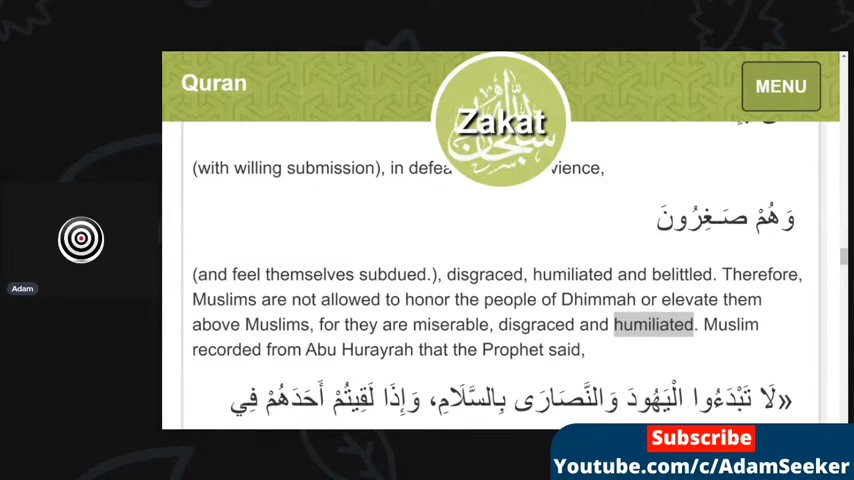 Quran
Zakat
MENU
(with willing submission), in defea vience,
وَهُمْ صَـغِرُونَ
(and feel themselves subdued.), disgraced, humiliated and belittled. Therefore,
Muslims are not allowed to honor the people of Dhimmah or elevate them
above Muslims, for they are miserable, disgraced and humiliated. Muslim
recorded from Abu Hurayrah that the Prophet said,
«لَا تَبْدَءُوا الْيَهُودَ وَالنَّصَارَى بِالسَّلَامِ، وَإِذَا لَقِيتُمْ أَحَدَهُمْ فِي
Adam
Subscribe
Youtube.com/c/AdamSeeker